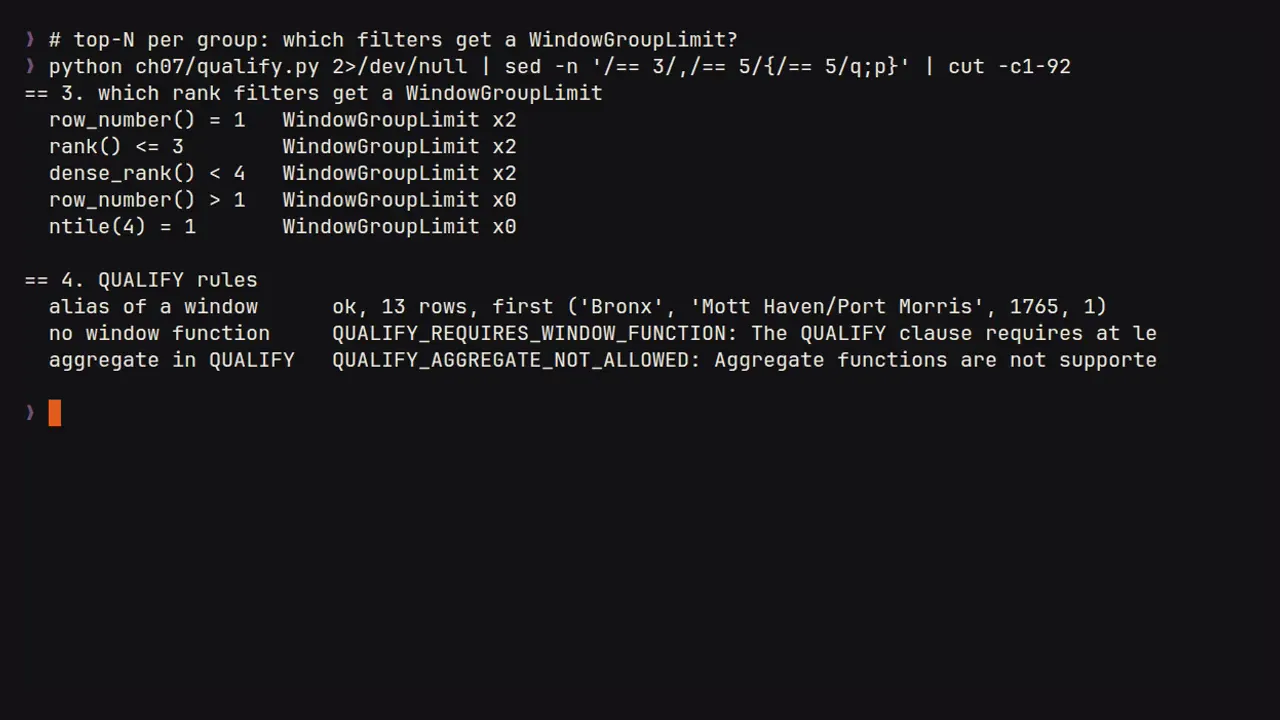 ❯ # top-N per group: which filters get a WindowGroupLimit?
❯ python ch07/qualify.py 2>/dev/null | sed -n '/== 3/,/== 5/{/== 5/q;p}' | cut -c1-92
== 3. which rank filters get a WindowGroupLimit
  row_number() = 1   WindowGroupLimit x2
  rank() <= 3        WindowGroupLimit x2
  dense_rank() < 4   WindowGroupLimit x2
  row_number() > 1   WindowGroupLimit x0
  ntile(4) = 1       WindowGroupLimit x0
== 4. QUALIFY rules
  alias of a window      ok, 13 rows, first ('Bronx', 'Mott Haven/Port Morris', 1765, 1)
  no window function     QUALIFY_REQUIRES_WINDOW_FUNCTION: The QUALIFY clause requires at le
  aggregate in QUALIFY   QUALIFY_AGGREGATE_NOT_ALLOWED: Aggregate functions are not supporte
❯